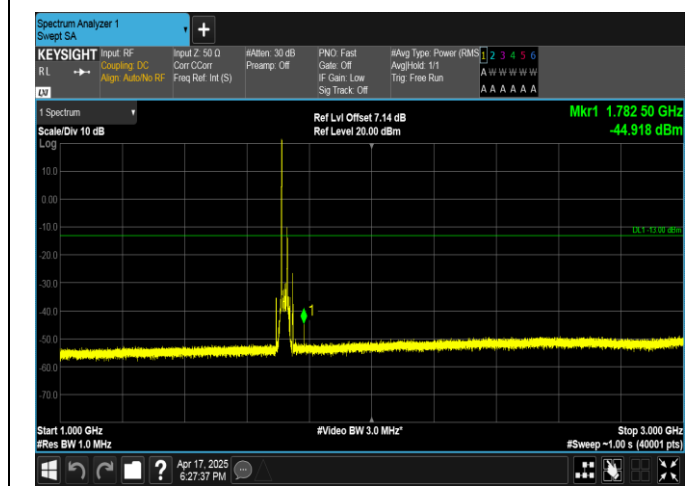 Spectrum Analyzer 1
Swept SA
+
KEYSIGHT Input: RF Input Z: 50 Ω #Atten: 30 dB PNO: Fast #Avg Type: Power (RMS 1 2 3 4 5 6
RL Coupling: DC Corr CCorr Preamp: Off Gate: Off Avg|Hold: 1/1 A W W W W W
Align: Auto/No RF Freq Ref: Int (S) IF Gain: Low Trig: Free Run
Sig Track: Off A A A A A A
LXI
1 Spectrum Ref Lvl Offset 7.14 dB Mkr1 1.782 50 GHz
Scale/Div 10 dB Ref Level 20.00 dBm -44.918 dBm
Log
10.0
0.00
-10.0
DL1 -13.00 dBm
-20.0
-30.0
-40.0
1
-50.0
-60.0
-70.0
Start 1.000 GHz #Video BW 3.0 MHz* Stop 3.000 GHz
#Res BW 1.0 MHz #Sweep ~1.00 s (40001 pts)
? Apr 17, 2025
6:27:37 PM